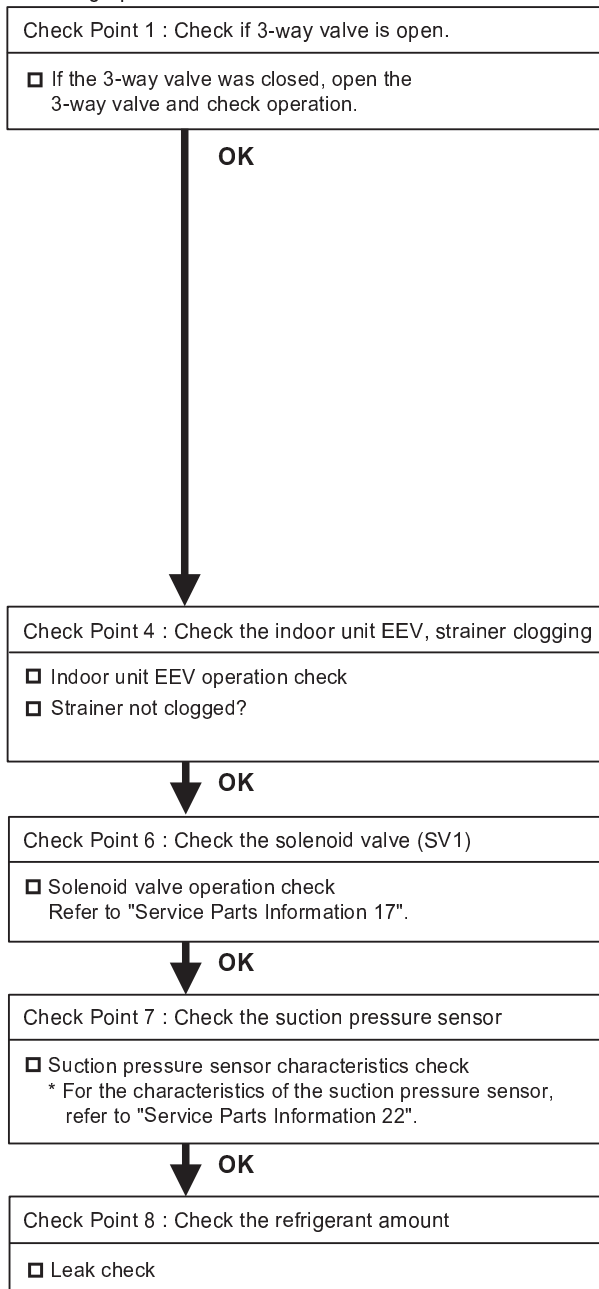 Check Point 1 : Check if 3-way valve is open.
If the 3-way valve was closed, open the
3-way valve and check operation.
OK
Check Point 4 : Check the indoor unit EEV, strainer clogging
Indoor unit EEV operation check
Strainer not clogged?
OK
Check Point 6 : Check the solenoid valve (SV1)
Solenoid valve operation check
Refer to "Service Parts Information 17".
OK
Check Point 7 : Check the suction pressure sensor
Suction pressure sensor characteristics check
* For the characteristics of the suction pressure sensor,
refer to "Service Parts Information 22".
OK
Check Point 8 : Check the refrigerant amount
Leak check